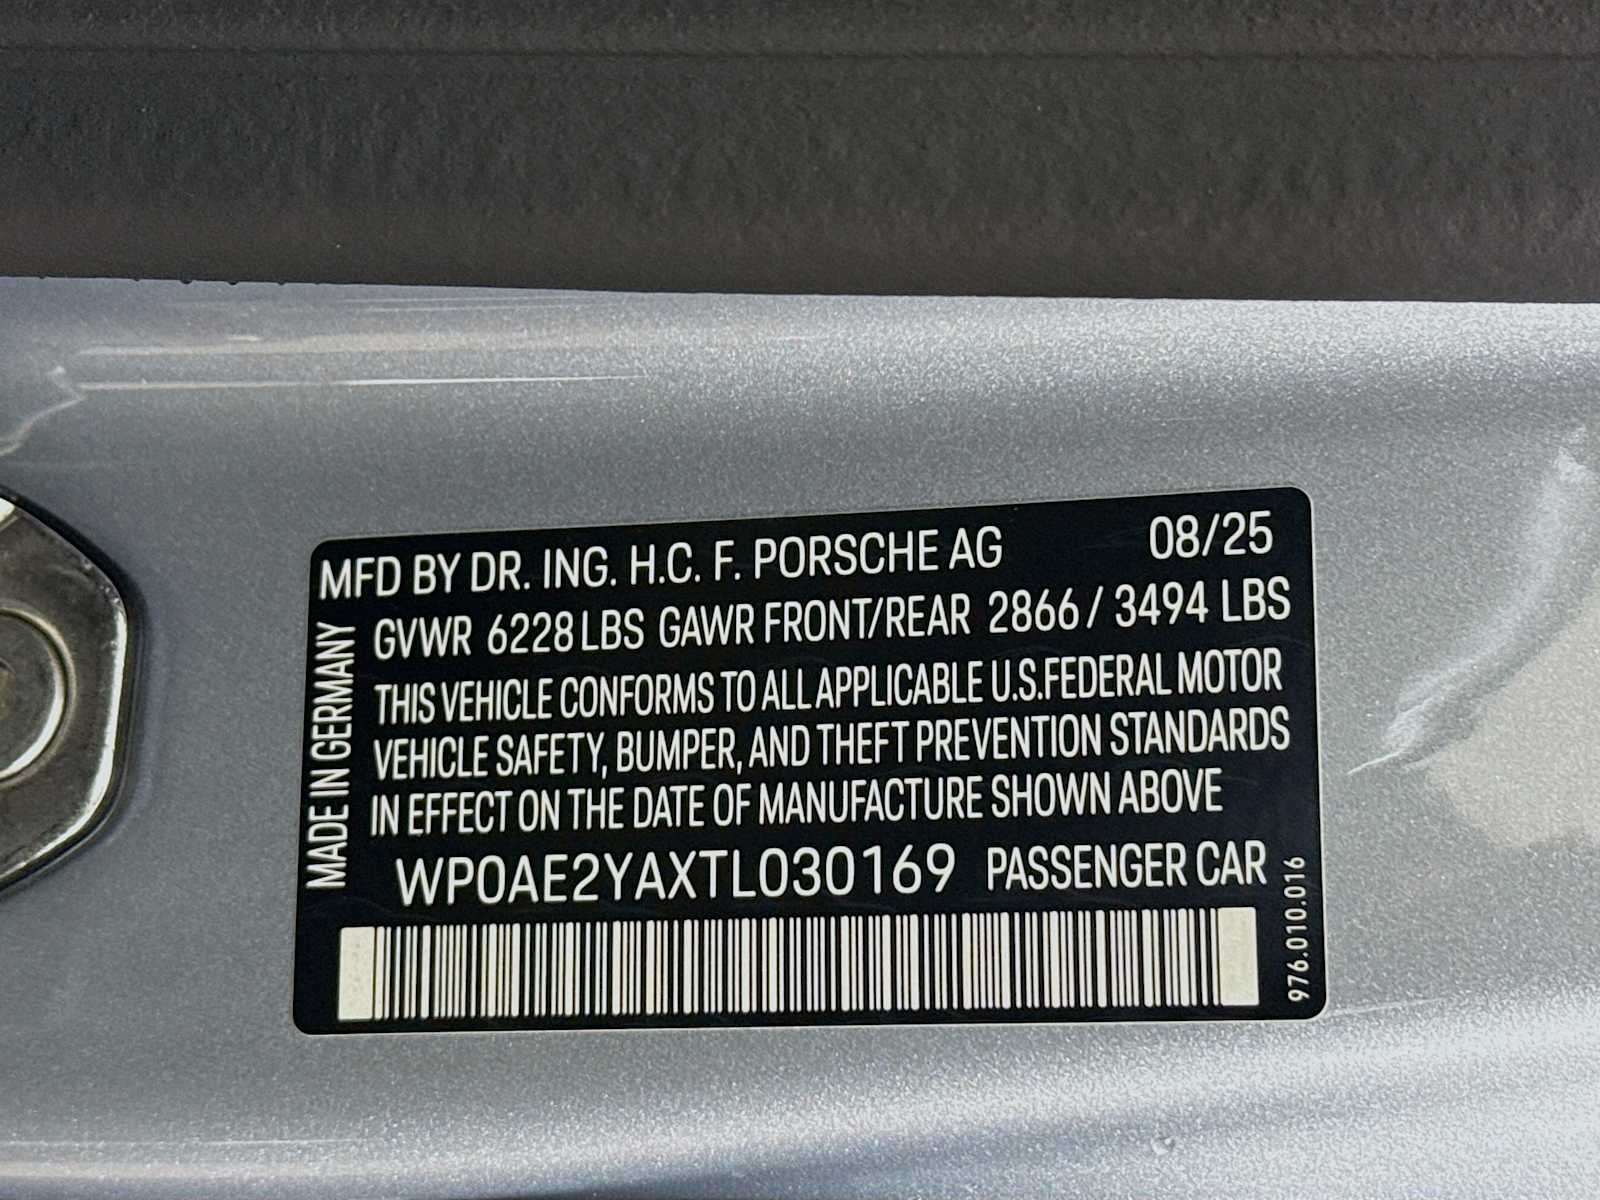 MFD BY DR. ING. H.C. F. PORSCHE AG 08/25
GVWR 6228 LBS GAWR FRONT/REAR 2866 / 3494 LBS
THIS VEHICLE CONFORMS TO ALL APPLICABLE U.S.FEDERAL MOTOR
VEHICLE SAFETY, BUMPER, AND THEFT PREVENTION STANDARDS
IN EFFECT ON THE DATE OF MANUFACTURE SHOWN ABOVE
WP0AE2YAXTL030169 PASSENGER CAR
MADE IN GERMANY
976.010.016